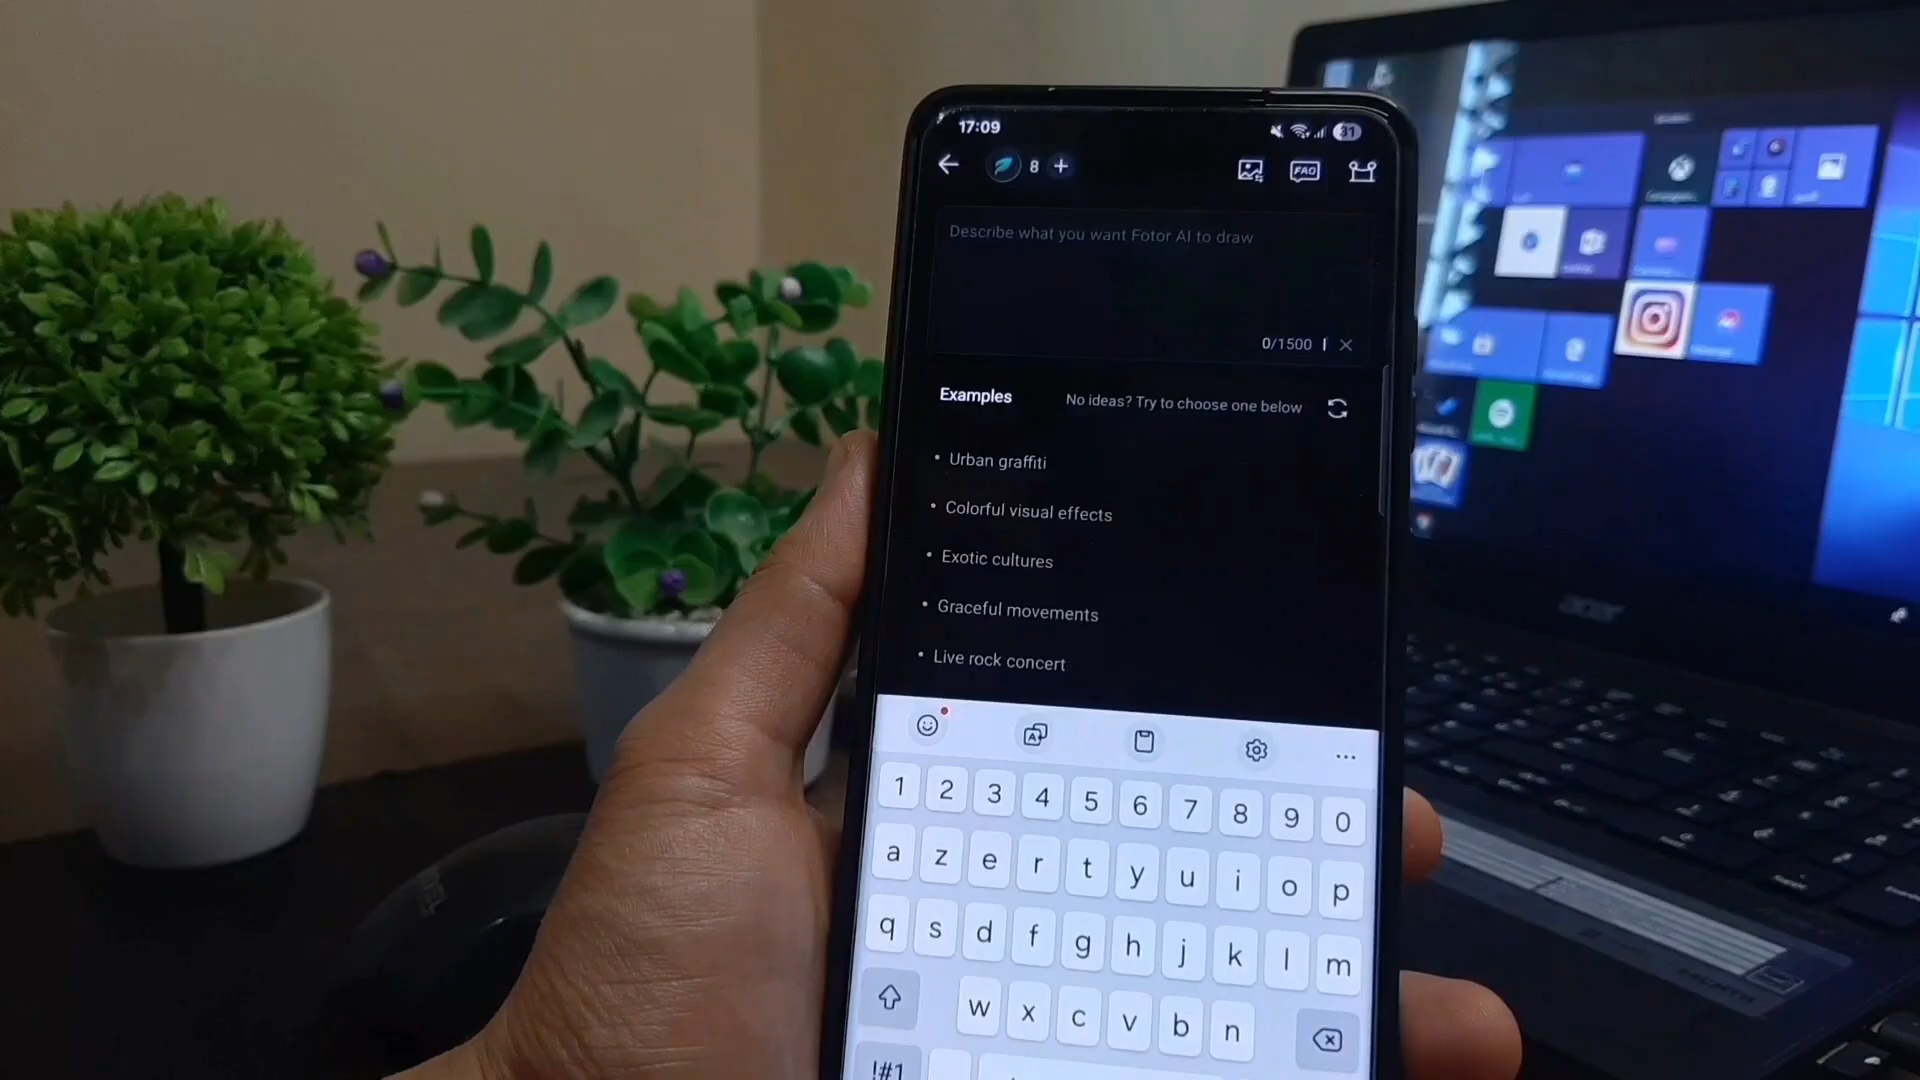 17:09
31
8 +
FAQ
Describe what you want Fotor AI to draw
0/1500
Examples
No ideas? Try to choose one below
• Urban graffiti
• Colorful visual effects
• Exotic cultures
• Graceful movements
• Live rock concert
1 2 3 4 5 6 7 8 9 0
a z e r t y u i o p
q s d f g h j k l m
w x c v b n
!#1
acer